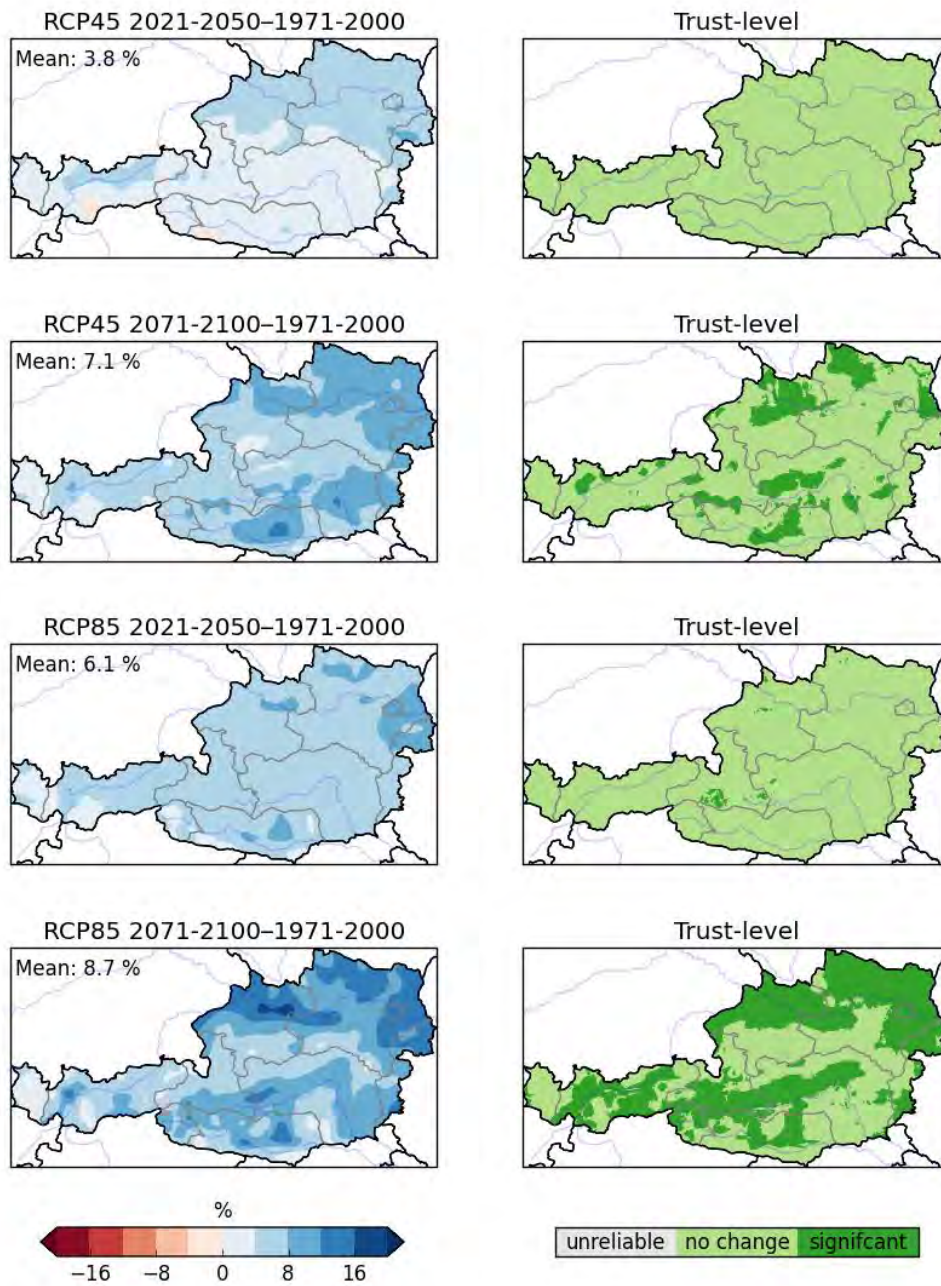 RCP45 2021-2050–1971-2000 Trust-level
Mean: 3.8 %
RCP45 2071-2100–1971-2000 Trust-level
Mean: 7.1 %
RCP85 2021-2050–1971-2000 Trust-level
Mean: 6.1 %
RCP85 2071-2100–1971-2000 Trust-level
Mean: 8.7 %
%
unreliable no change signifcant
−16 −8 0 8 16